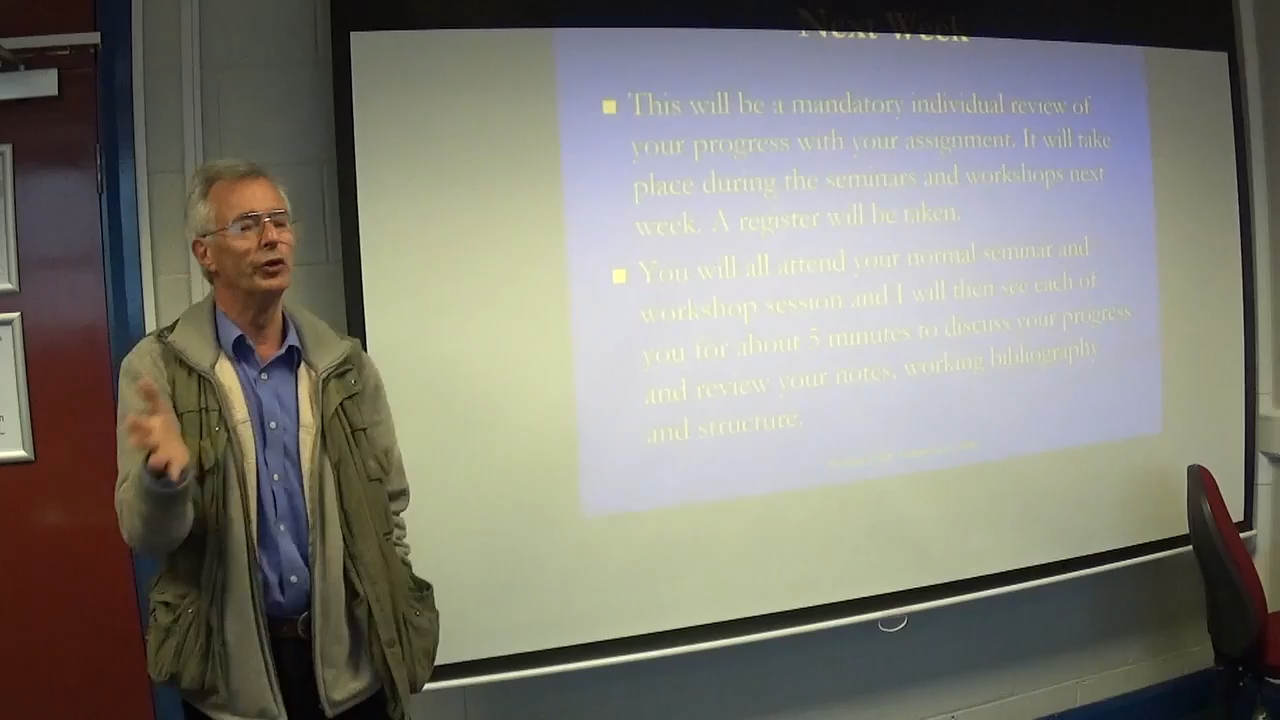 Next Week
This will be a mandatory individual review of
your progress with your assignment. It will take
place during the seminars and workshops next
week. A register will be taken.
You will all attend your normal seminar and
workshop session and I will then see each of
you for about 5 minutes to discuss your progress
and review your notes, working bibliography
and structure.